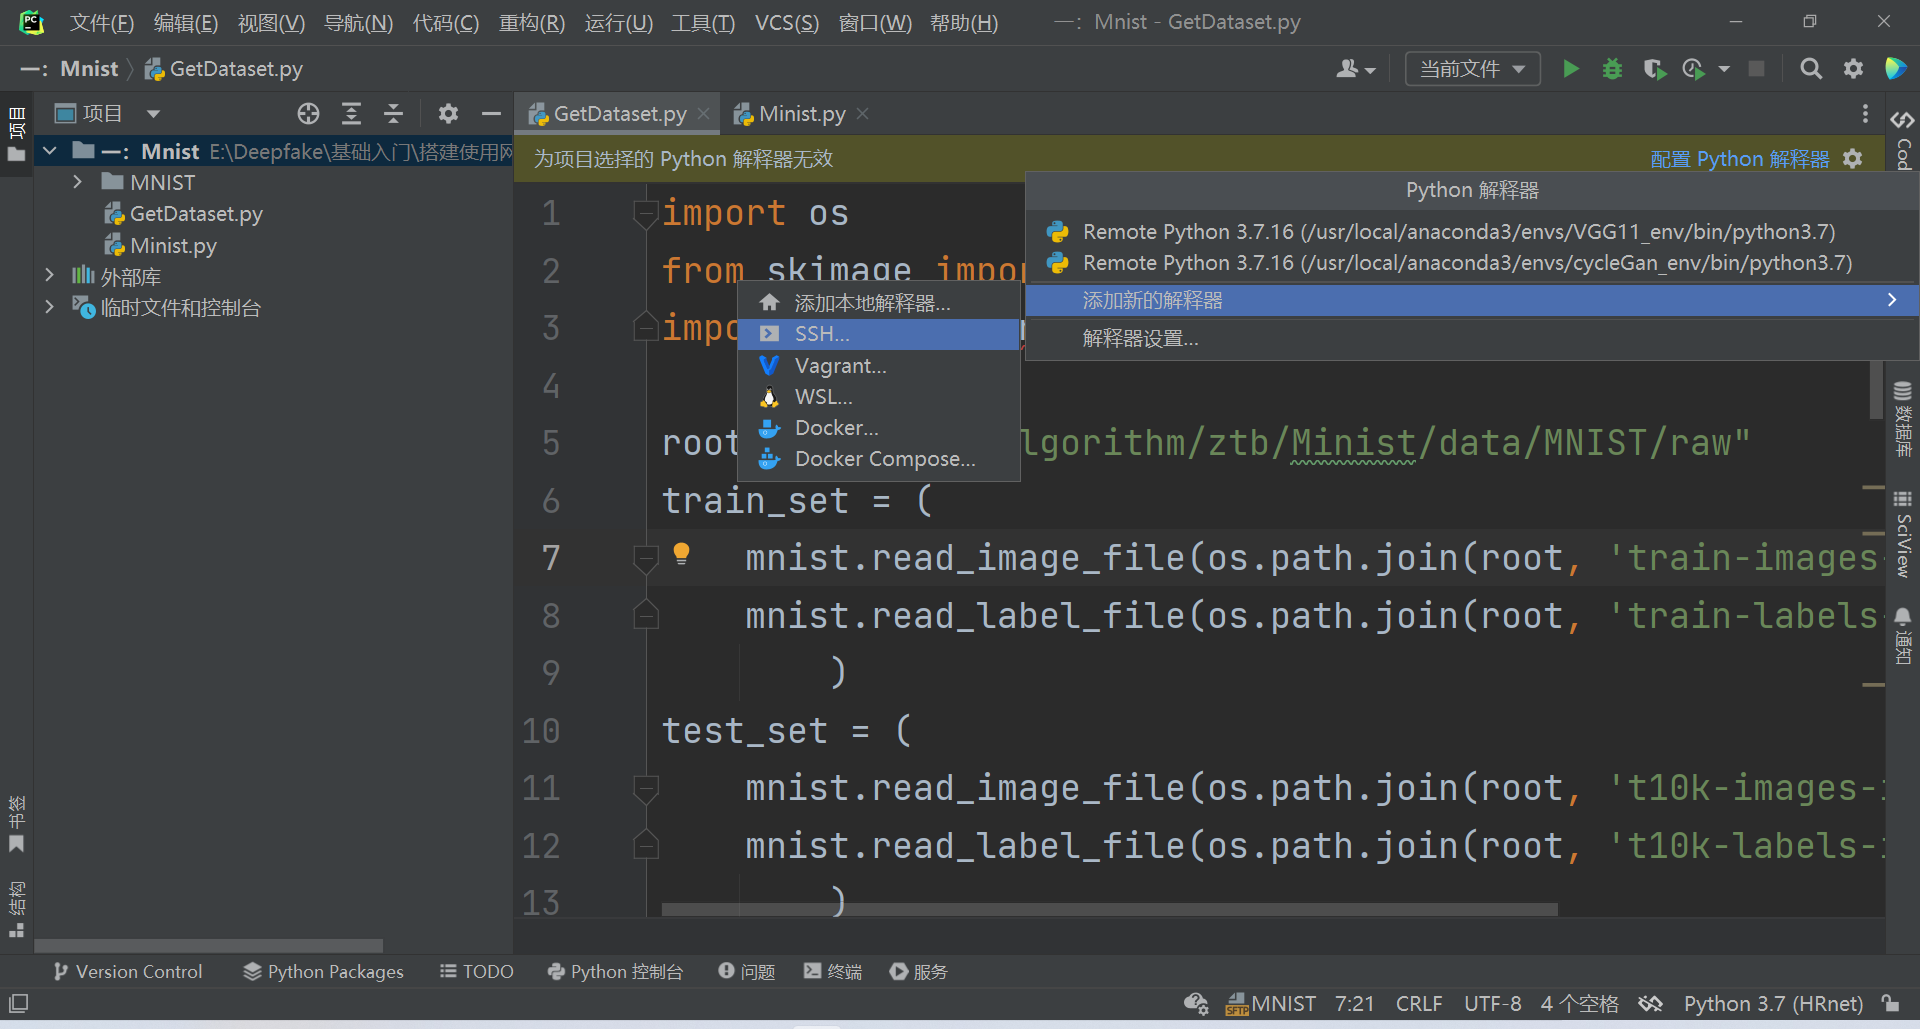 文件(F) 编辑(E) 视图(V) 导航(N) 代码(C) 重构(R) 运行(U) 工具(T) VCS(S) 窗口(W) 帮助(H) 一： Mnist - GetDataset.py
一： Mnist GetDataset.py 当前文件
项目 GetDataset.py Minist.py
项目
一： Mnist E:\Deepfake\基础入门\搭建使用网
MNIST
GetDataset.py
Minist.py
外部库
临时文件和控制台
为项目选择的 Python 解释器无效 配置 Python 解释器
Python 解释器
Remote Python 3.7.16 (/usr/local/anaconda3/envs/VGG11_env/bin/python3.7)
Remote Python 3.7.16 (/usr/local/anaconda3/envs/cycleGan_env/bin/python3.7)
添加新的解释器
解释器设置...
添加本地解释器...
SSH...
Vagrant...
WSL...
Docker...
Docker Compose...
1 import os
2 from skimage impor
3 impo
4
5 root lgorithm/ztb/Minist/data/MNIST/raw"
6 train_set = (
7 mnist.read_image_file(os.path.join(root, 'train-images-
8 mnist.read_label_file(os.path.join(root, 'train-labels-
9 )
10 test_set = (
11 mnist.read_image_file(os.path.join(root, 't10k-images-i
12 mnist.read_label_file(os.path.join(root, 't10k-labels-i
13 )
Cod
数据库
SciView
通知
书签
结构
Version Control Python Packages TODO Python 控制台 问题 终端 服务
SFTP MNIST 7:21 CRLF UTF-8 4 个空格 Python 3.7 (HRnet)